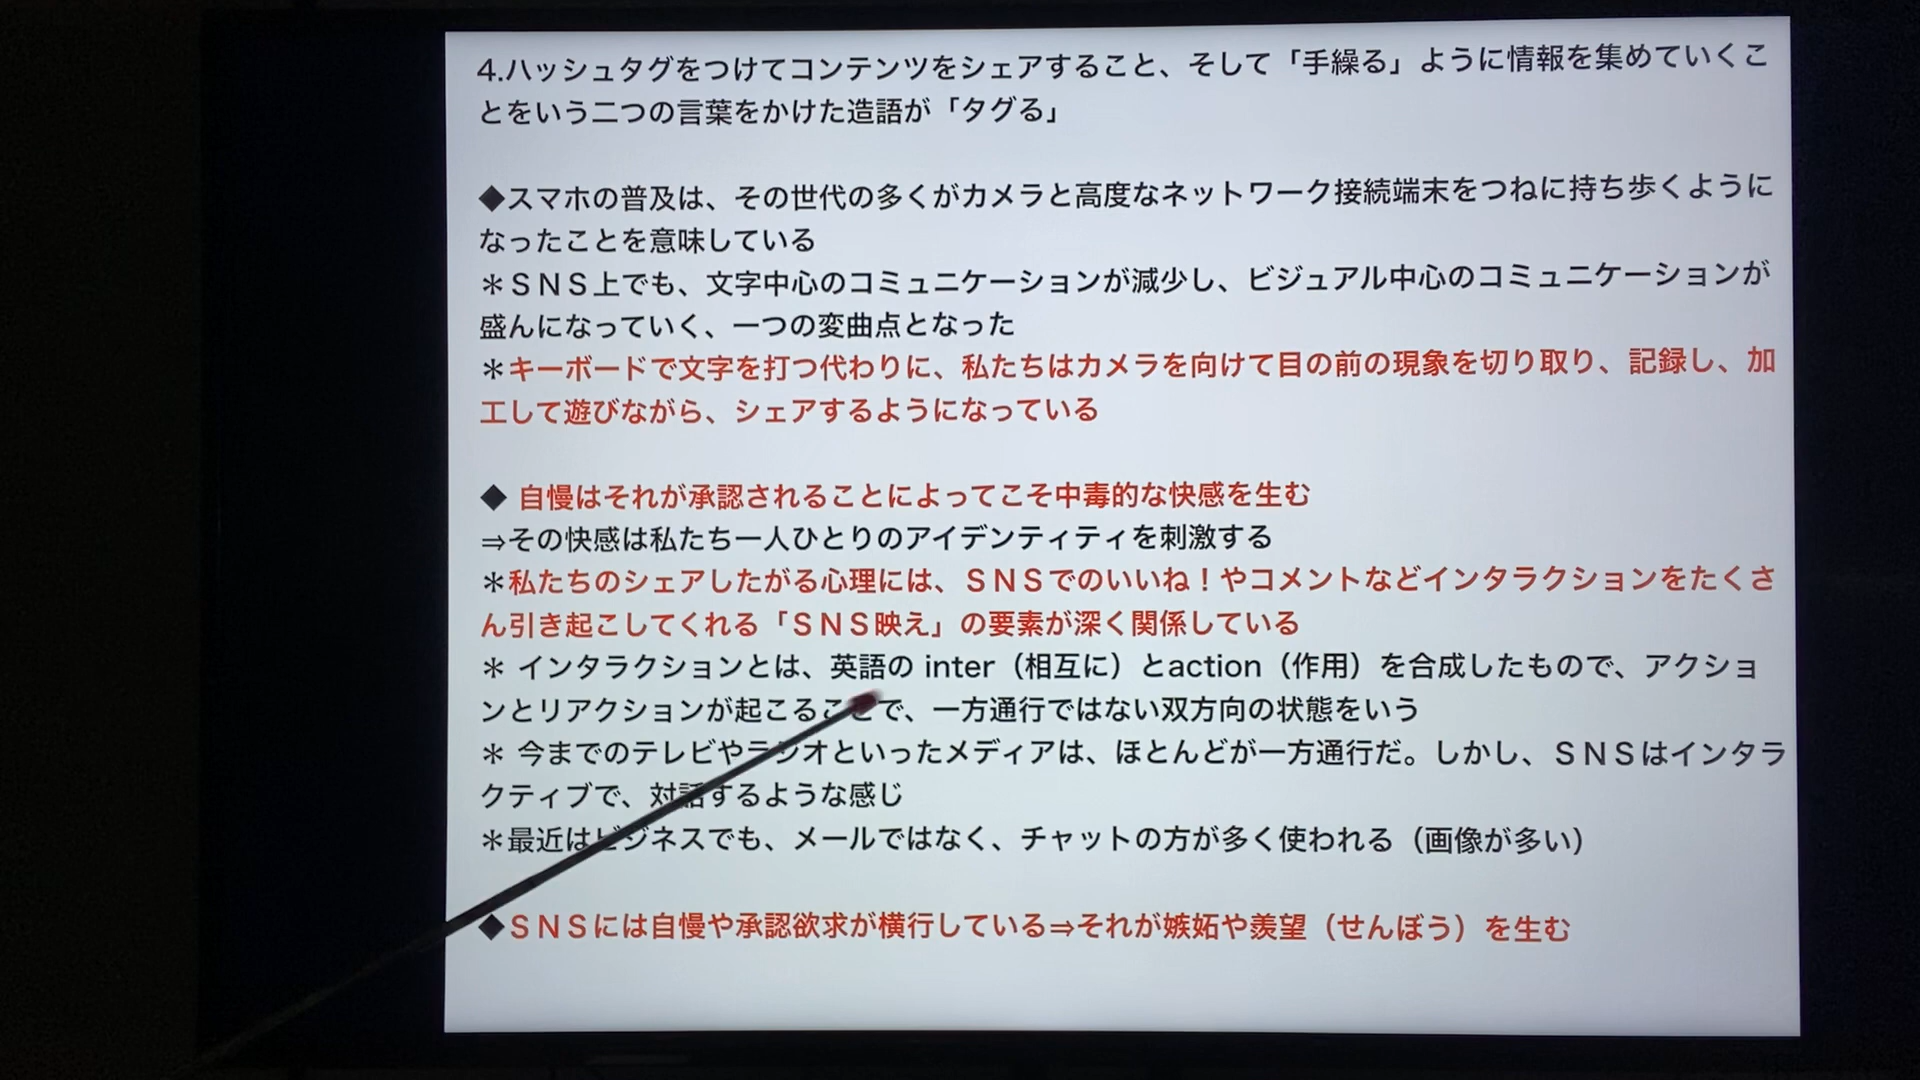 4.ハッシュタグをつけてコンテンツをシェアすること、そして「手繰る」ように情報を集めていくこ
とをいう二つの言葉をかけた造語が「タグる」
◆スマホの普及は、その世代の多くがカメラと高度なネットワーク接続端末をつねに持ち歩くように
なったことを意味している
＊ＳＮＳ上でも、文字中心のコミュニケーションが減少し、ビジュアル中心のコミュニケーションが
盛んになっていく、一つの変曲点となった
＊キーボードで文字を打つ代わりに、私たちはカメラを向けて目の前の現象を切り取り、記録し、加
工して遊びながら、シェアするようになっている
◆ 自慢はそれが承認されることによってこそ中毒的な快感を生む
⇒その快感は私たち一人ひとりのアイデンティティを刺激する
＊私たちのシェアしたがる心理には、ＳＮＳでのいいね！やコメントなどインタラクションをたくさ
ん引き起こしてくれる「ＳＮＳ映え」の要素が深く関係している
＊ インタラクションとは、英語の inter（相互に）とaction（作用）を合成したもので、アクショ
ンとリアクションが起こることで、一方通行ではない双方向の状態をいう
＊ 今までのテレビやラジオといったメディアは、ほとんどが一方通行だ。しかし、ＳＮＳはインタラ
クティブで、対話するような感じ
＊最近はビジネスでも、メールではなく、チャットの方が多く使われる（画像が多い）
◆ＳＮＳには自慢や承認欲求が横行している⇒それが嫉妬や羨望（せんぼう）を生む